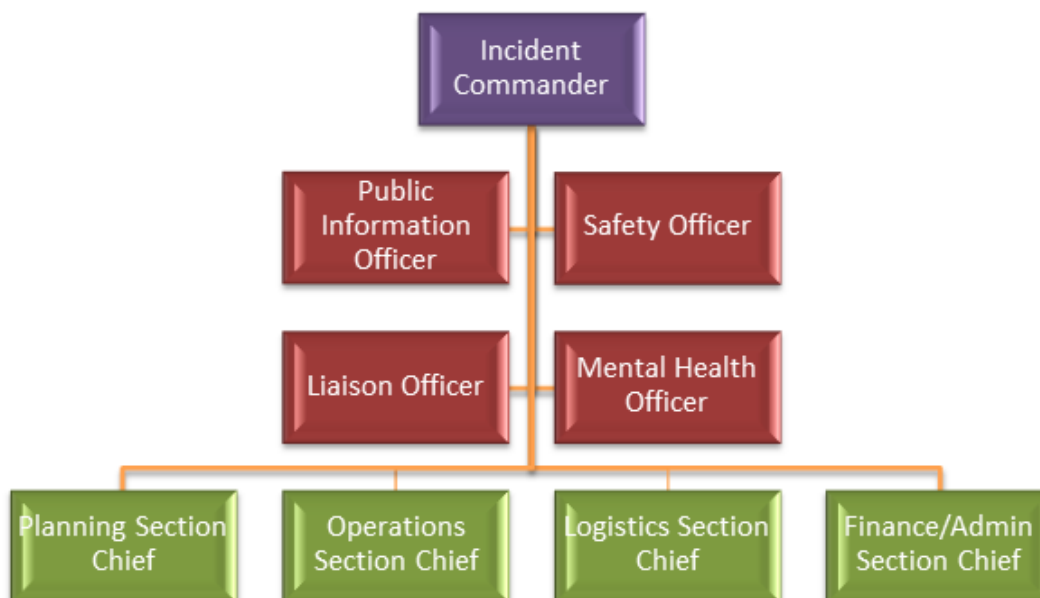 Incident
Commander
Public
Information
Officer
Safety Officer
Liaison Officer
Mental Health
Officer
Planning Section
Chief
Operations
Section Chief
Logistics Section
Chief
Finance/Admin
Section Chief